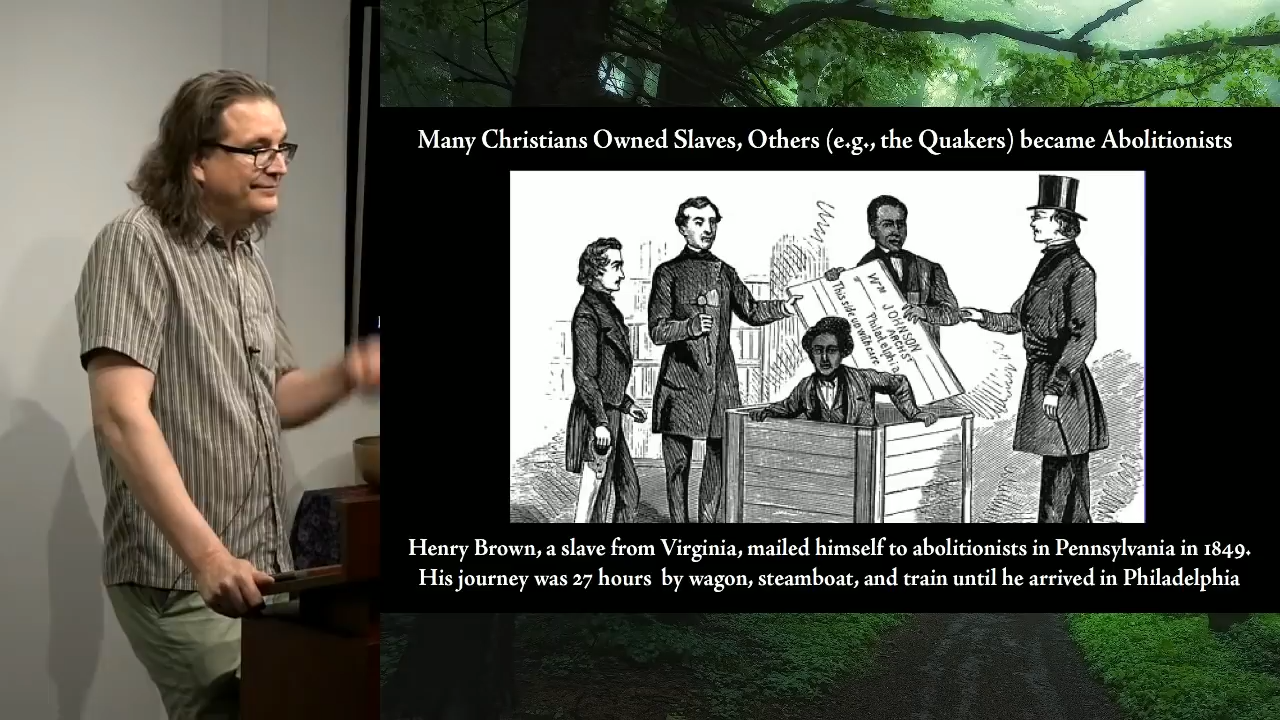 Many Christians Owned Slaves, Others (e.g., the Quakers) became Abolitionists
Wm JOHNSON
ARCH ST
Philadelphia
This side up with care
Henry Brown, a slave from Virginia, mailed himself to abolitionists in Pennsylvania in 1849.
His journey was 27 hours  by wagon, steamboat, and train until he arrived in Philadelphia